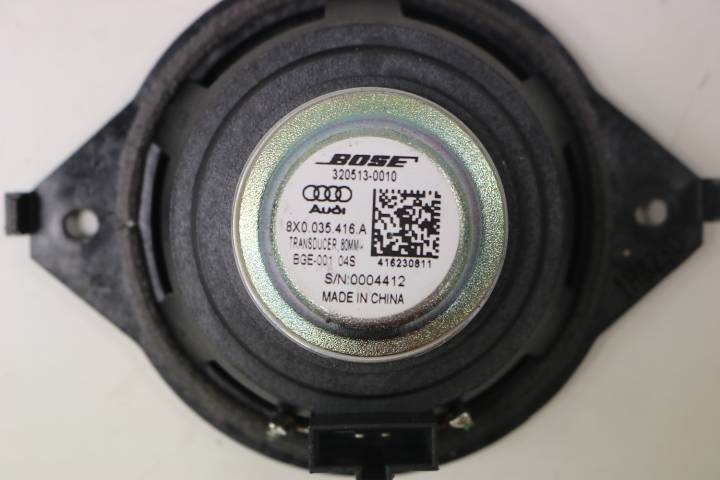 BOSE
320513-0010
Audi
8X0.035.416.A
TRANSDUCER, 80MM-
BGE-001 04S
416230811
S/N:0004412
MADE IN CHINA